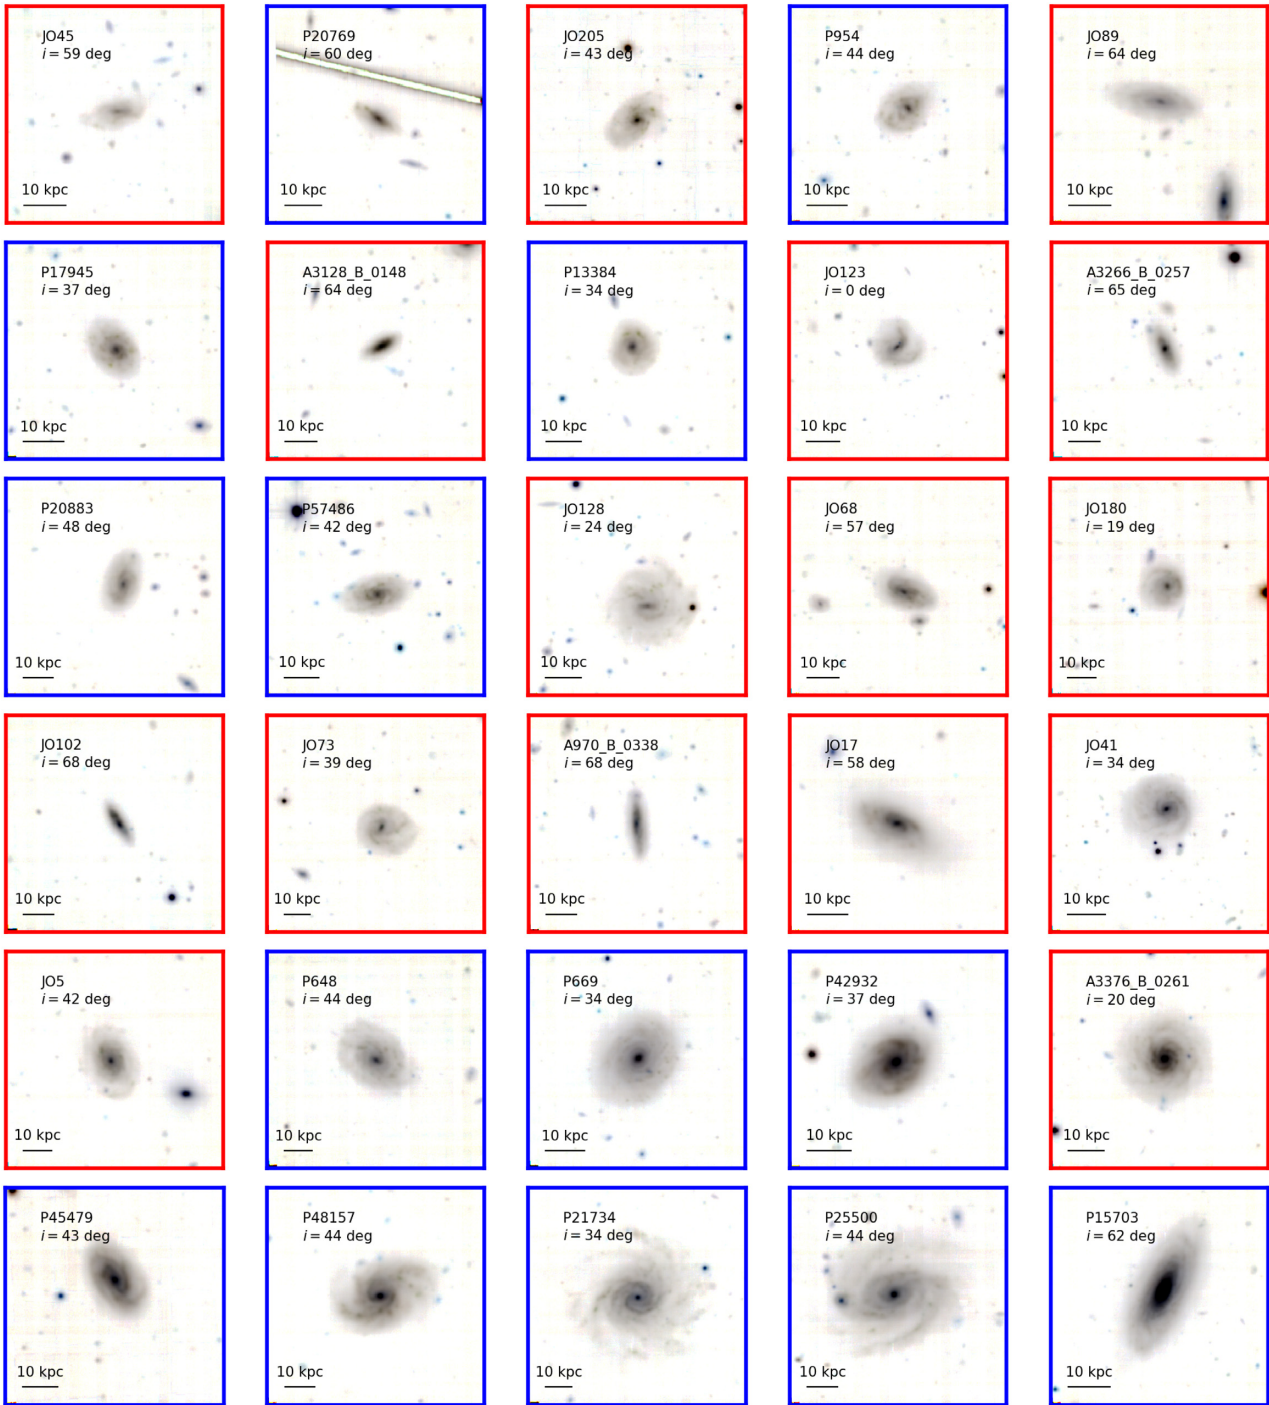 JO45
i = 59 deg
10 kpc
P20769
i = 60 deg
10 kpc
JO205
i = 43 deg
10 kpc
P954
i = 44 deg
10 kpc
JO89
i = 64 deg
10 kpc
P17945
i = 37 deg
10 kpc
A3128_B_0148
i = 64 deg
10 kpc
P13384
i = 34 deg
10 kpc
JO123
i = 0 deg
10 kpc
A3266_B_0257
i = 65 deg
10 kpc
P20883
i = 48 deg
10 kpc
P57486
i = 42 deg
10 kpc
JO128
i = 24 deg
10 kpc
JO68
i = 57 deg
10 kpc
JO180
i = 19 deg
10 kpc
JO102
i = 68 deg
10 kpc
JO73
i = 39 deg
10 kpc
A970_B_0338
i = 68 deg
10 kpc
JO17
i = 58 deg
10 kpc
JO41
i = 34 deg
10 kpc
JO5
i = 42 deg
10 kpc
P648
i = 44 deg
10 kpc
P669
i = 34 deg
10 kpc
P42932
i = 37 deg
10 kpc
A3376_B_0261
i = 20 deg
10 kpc
P45479
i = 43 deg
10 kpc
P48157
i = 44 deg
10 kpc
P21734
i = 34 deg
10 kpc
P25500
i = 44 deg
10 kpc
P15703
i = 62 deg
10 kpc